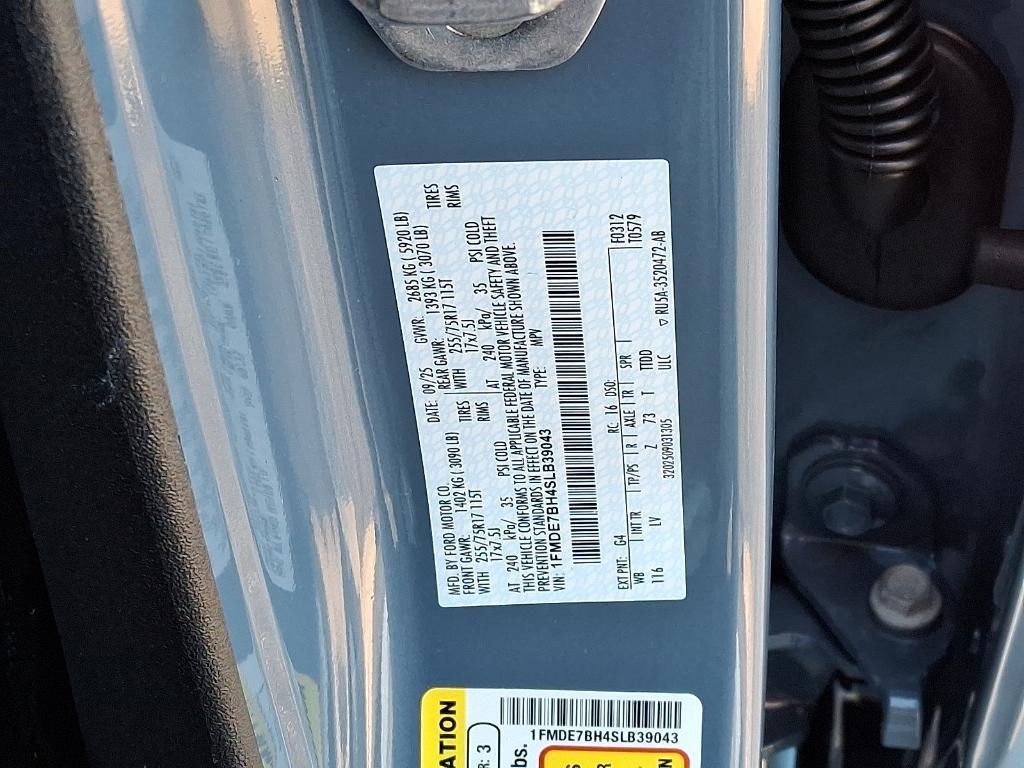 MFD. BY FORD MOTOR CO.
DATE: 09/25 GVWR: 2685 KG ( 5920 LB)
FRONT GAWR: 1402 KG ( 3090 LB)
REAR GAWR: 1393 KG ( 3070 LB)
WITH 255/75R17 115T TIRES
WITH 255/75R17 115T TIRES
17x7.5J RIMS
17x7.5J RIMS
AT 240 kPa/ 35 PSI COLD
AT 240 kPa/ 35 PSI COLD
THIS VEHICLE CONFORMS TO ALL APPLICABLE FEDERAL MOTOR VEHICLE SAFETY AND THEFT
PREVENTION STANDARDS IN EFFECT ON THE DATE OF MANUFACTURE SHOWN ABOVE.
VIN: 1FMDE7BH4SLB39043
TYPE: MPV
EXT PNT: G4 RC: 16 DSO: F0312
WB INT TR TP/PS R AXLE TR SPR T0579
116 LV Z 73 T TTDD
ULC
3202509031305 ▽ RU5A-3520472-AB
ATION
R: 3
bs.
1FMDE7BH4SLB39043